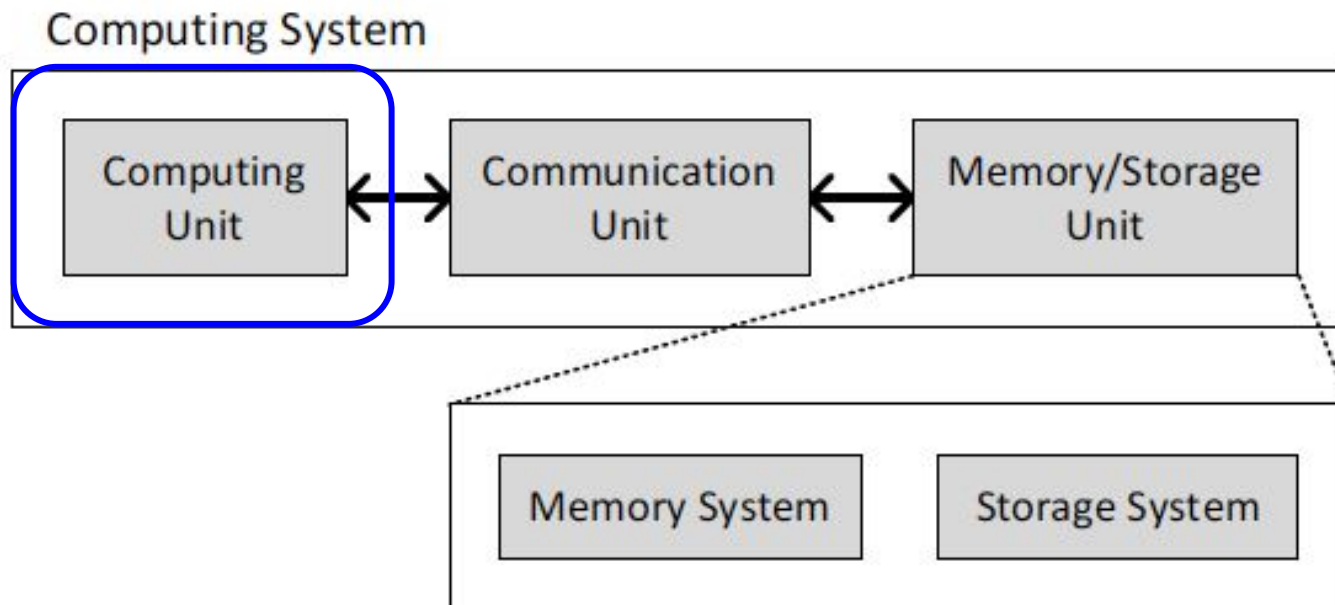 Computing System
Computing
Unit
Communication
Unit
Memory/Storage
Unit
Memory System
Storage System